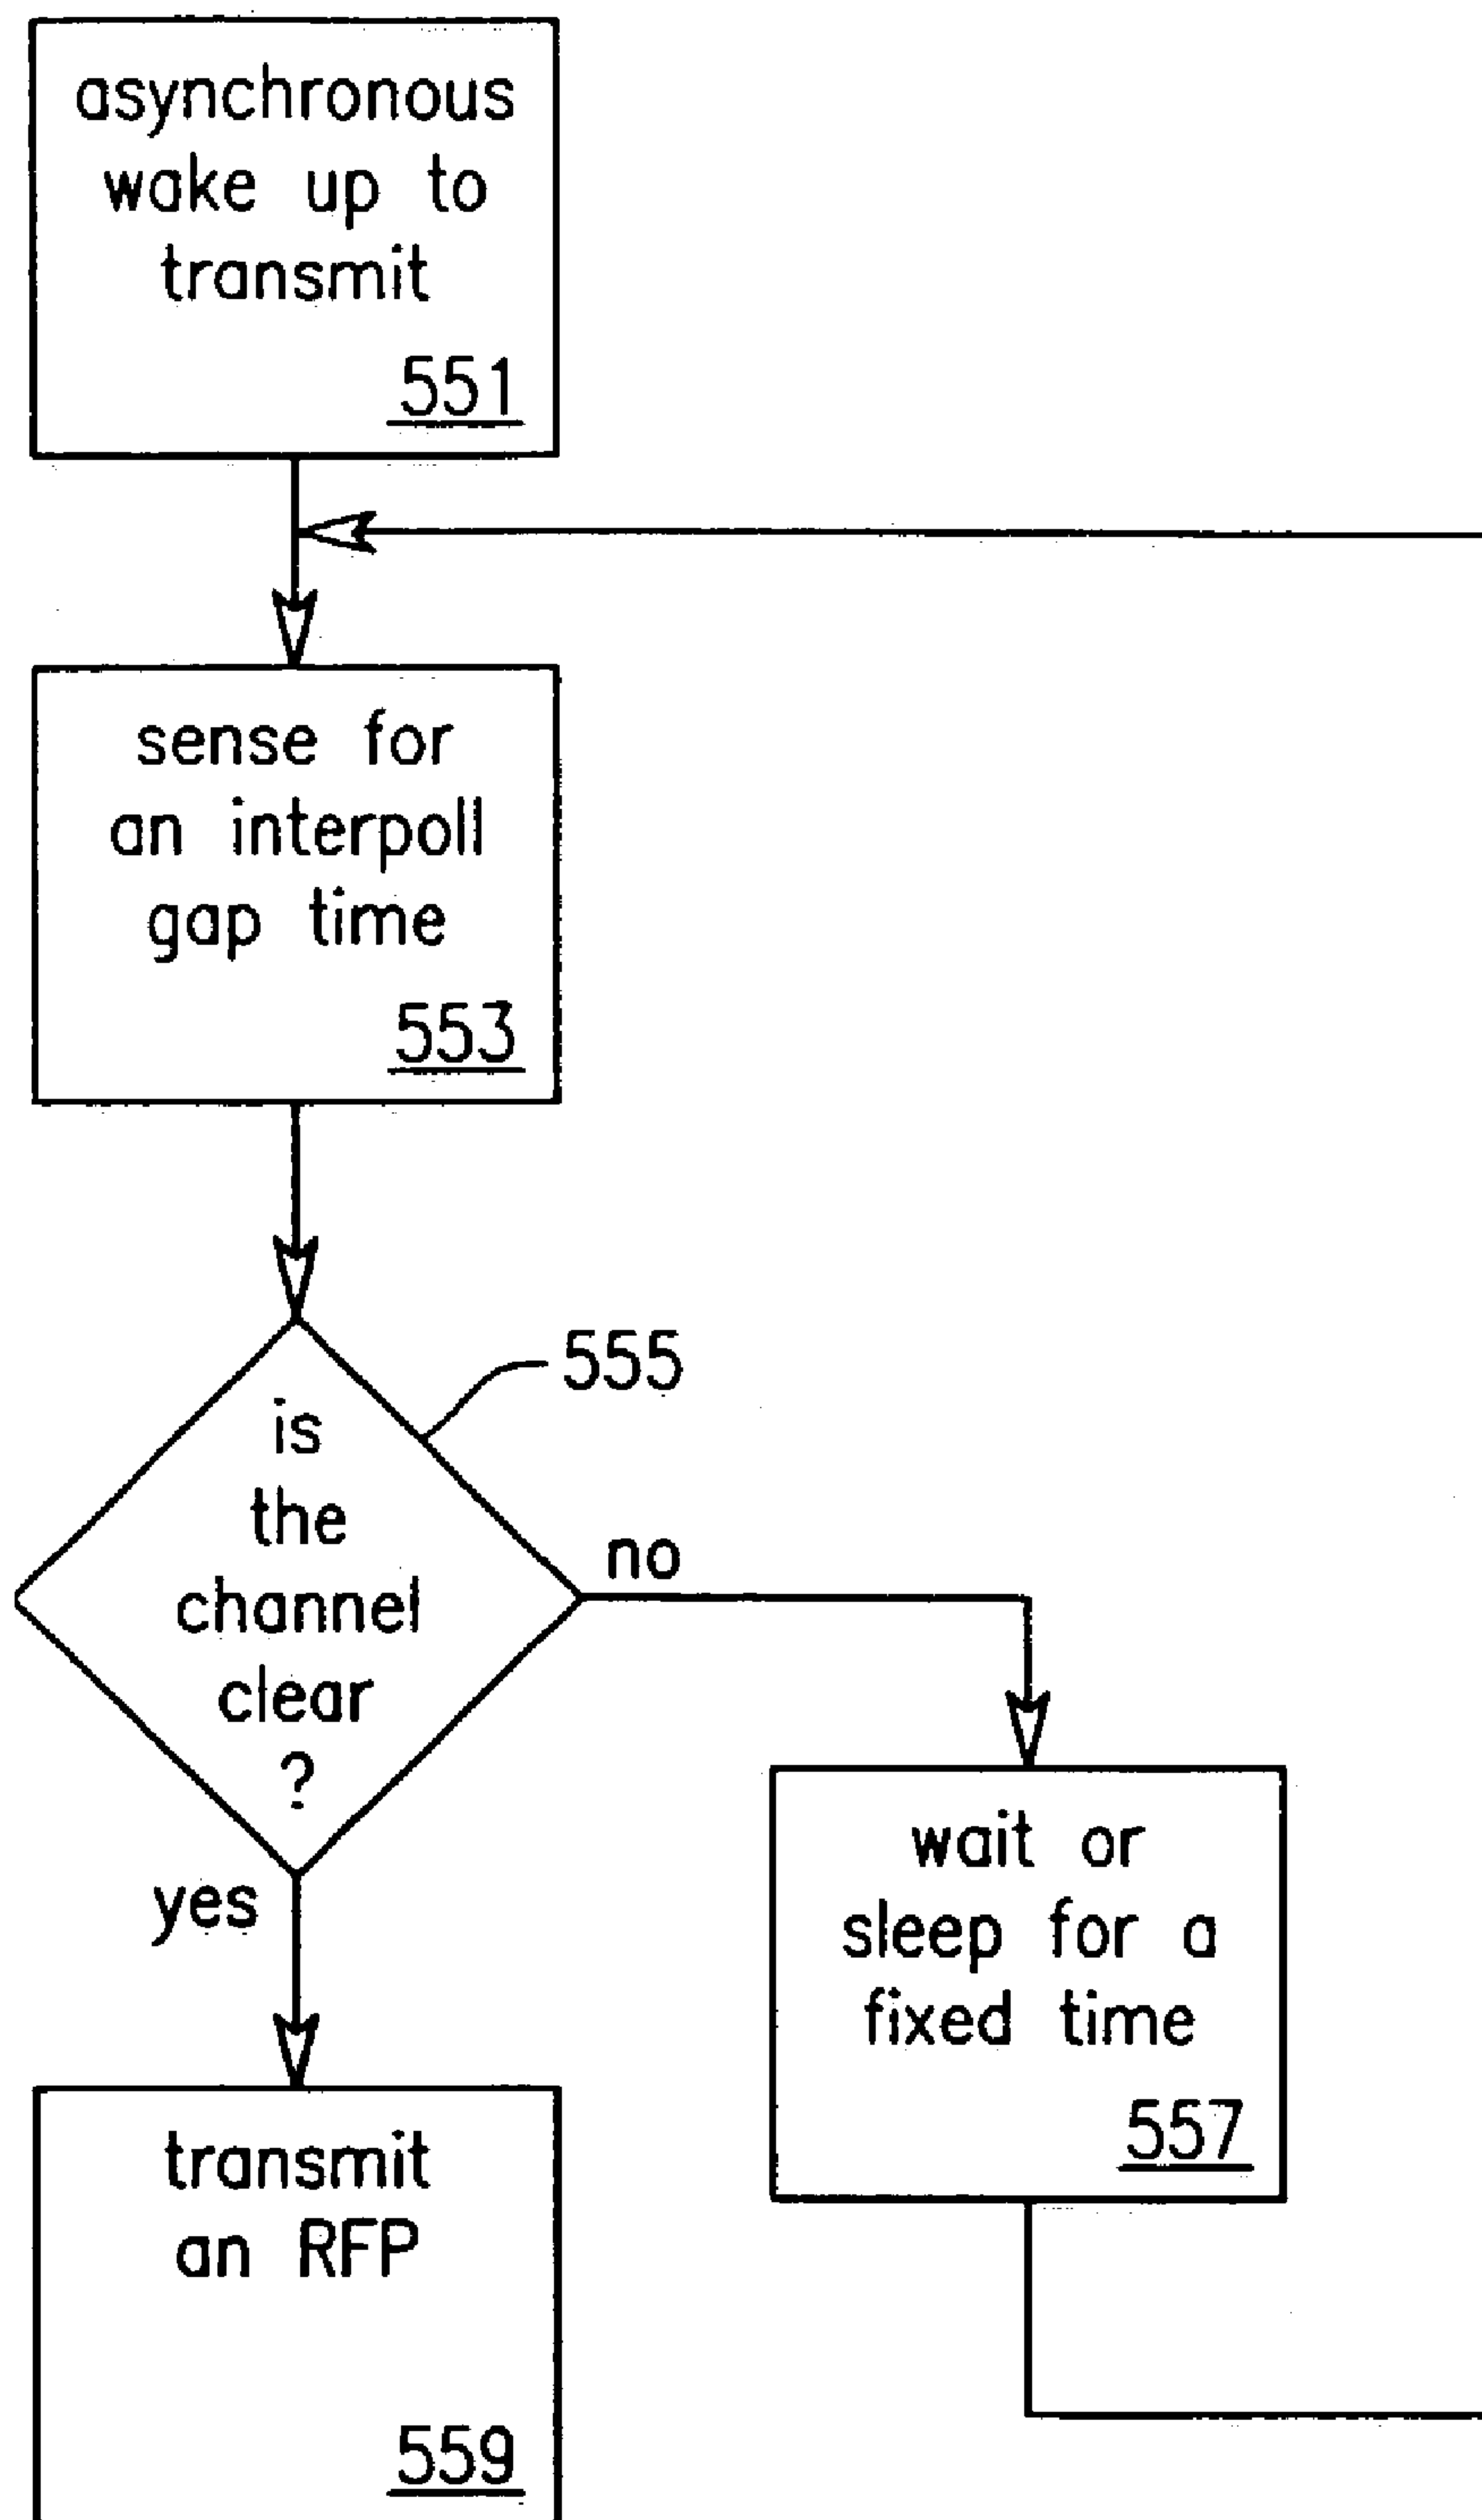 asynchronous
wake up to
transmit
551
sense for
an interpoll
gap time
553
555
is
the
channel
clear
?
no
yes
wait or
sleep for a
fixed time
557
transmit
an RFP
559